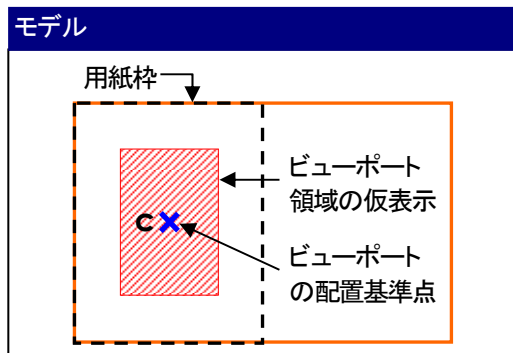 モデル
用紙枠
ビューポート
領域の仮表示
C
ビューポート
の配置基準点